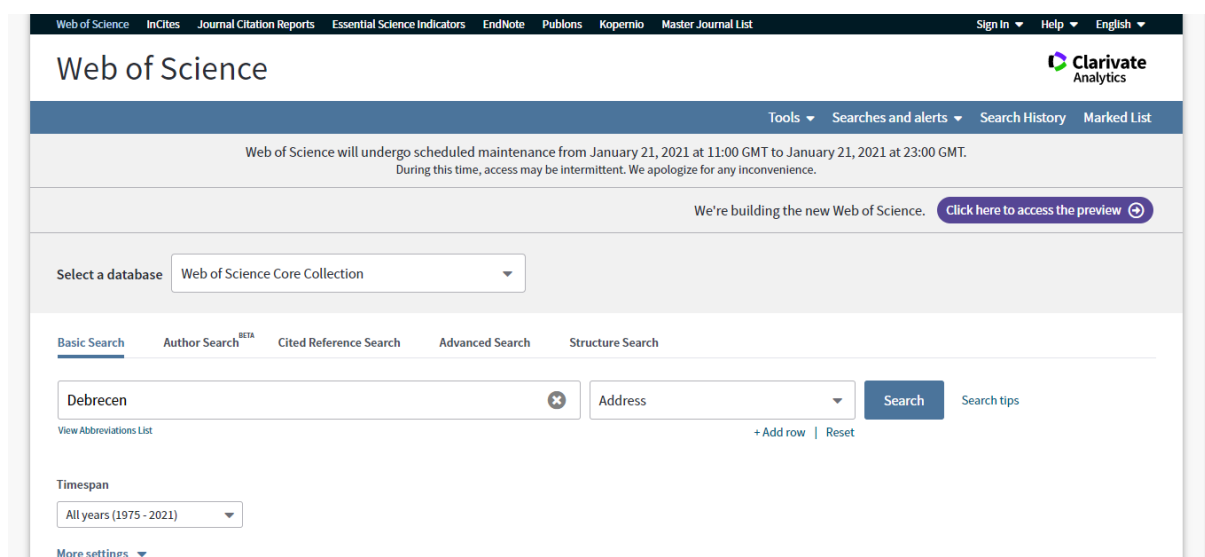 Web of Science InCites Journal Citation Reports Essential Science Indicators EndNote Publons Kopernio Master Journal List Sign In Help English
Web of Science
Clarivate
Analytics
Tools Searches and alerts Search History Marked List
Web of Science will undergo scheduled maintenance from January 21, 2021 at 11:00 GMT to January 21, 2021 at 23:00 GMT.
During this time, access may be intermittent. We apologize for any inconvenience.
We're building the new Web of Science. Click here to access the preview
Select a database Web of Science Core Collection
Basic Search Author Search BETA Cited Reference Search Advanced Search Structure Search
Debrecen Address Search Search tips
View Abbreviations List + Add row | Reset
Timespan
All years (1975 - 2021)
More settings